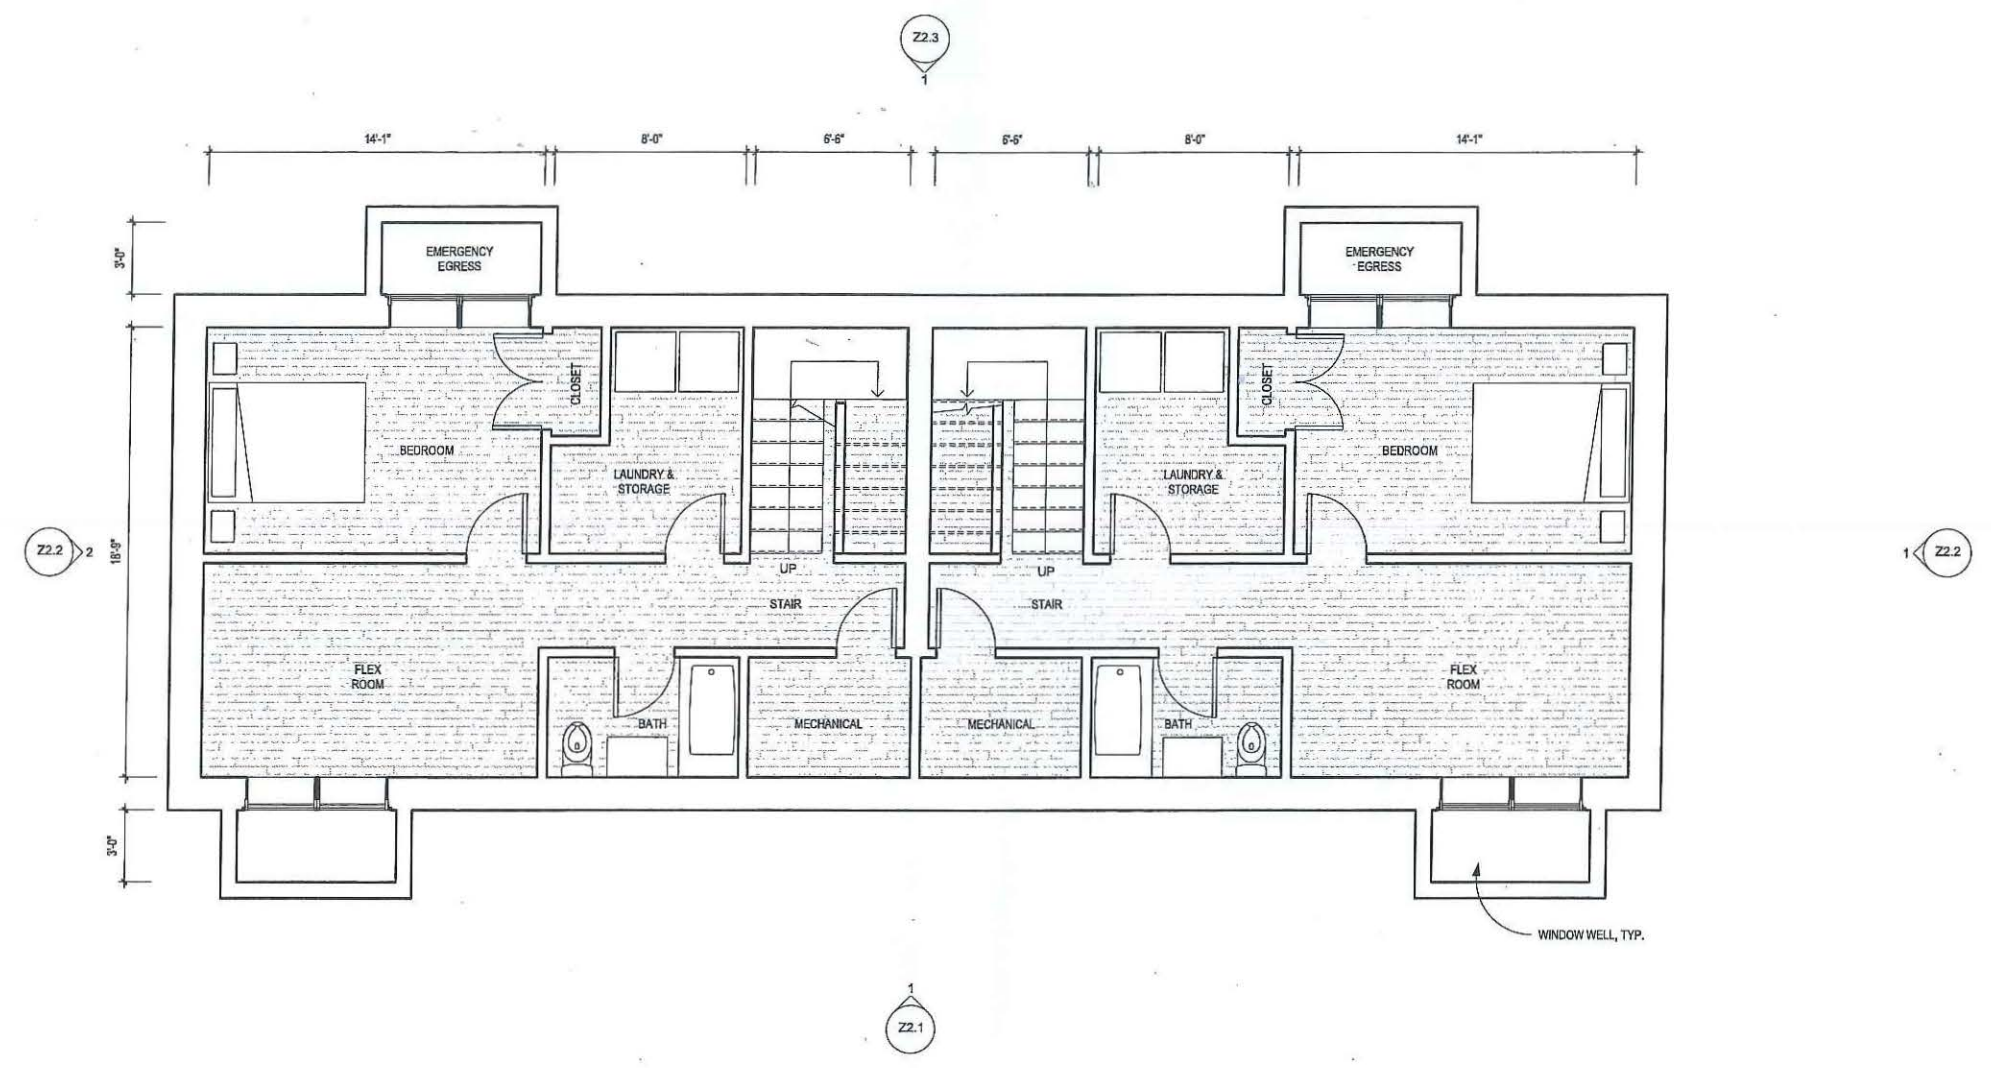 Z2.3
1
14'-1"
8'-0"
6'-6"
6'-6"
8'-0"
14'-1"
EMERGENCY
EGRESS
EMERGENCY
EGRESS
3'-0"
CLOSET
CLOSET
BEDROOM
BEDROOM
LAUNDRY &
STORAGE
LAUNDRY &
STORAGE
Z2.2
2
18'-9"
1
Z2.2
UP
UP
STAIR
STAIR
FLEX
ROOM
FLEX
ROOM
BATH
MECHANICAL
MECHANICAL
BATH
3'-0"
WINDOW WELL, TYP.
1
Z2.1